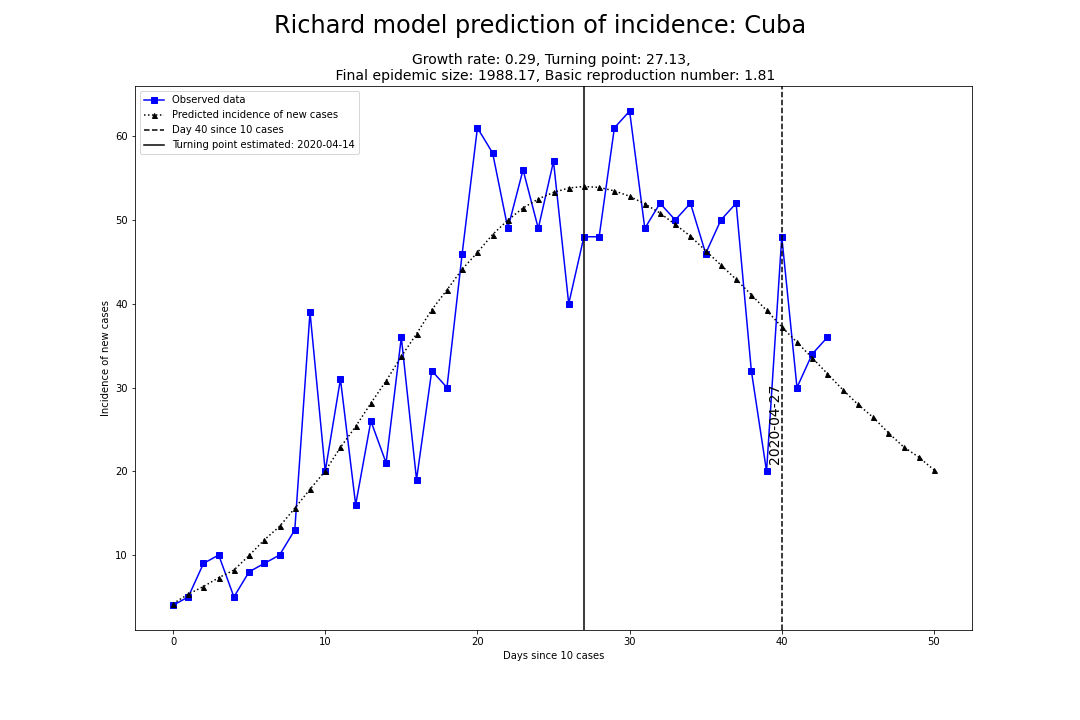 Richard model prediction of incidence: Cuba
Growth rate: 0.29, Turning point: 27.13,
Final epidemic size: 1988.17, Basic reproduction number: 1.81
Observed data
Predicted incidence of new cases
Day 40 since 10 cases
Turning point estimated: 2020-04-14
60
50
40
30
20
10
Incidence of new cases
2020-04-27
0 10 20 30 40 50
Days since 10 cases